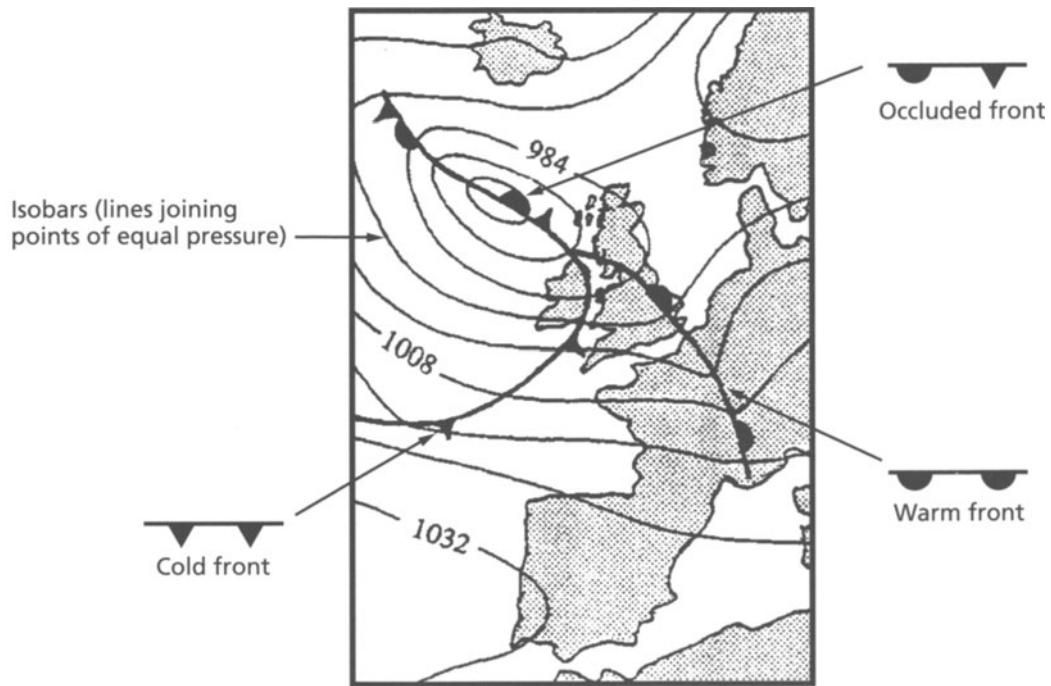 Occluded front
984
Isobars (lines joining
points of equal pressure)
1008
Warm front
1032
Cold front